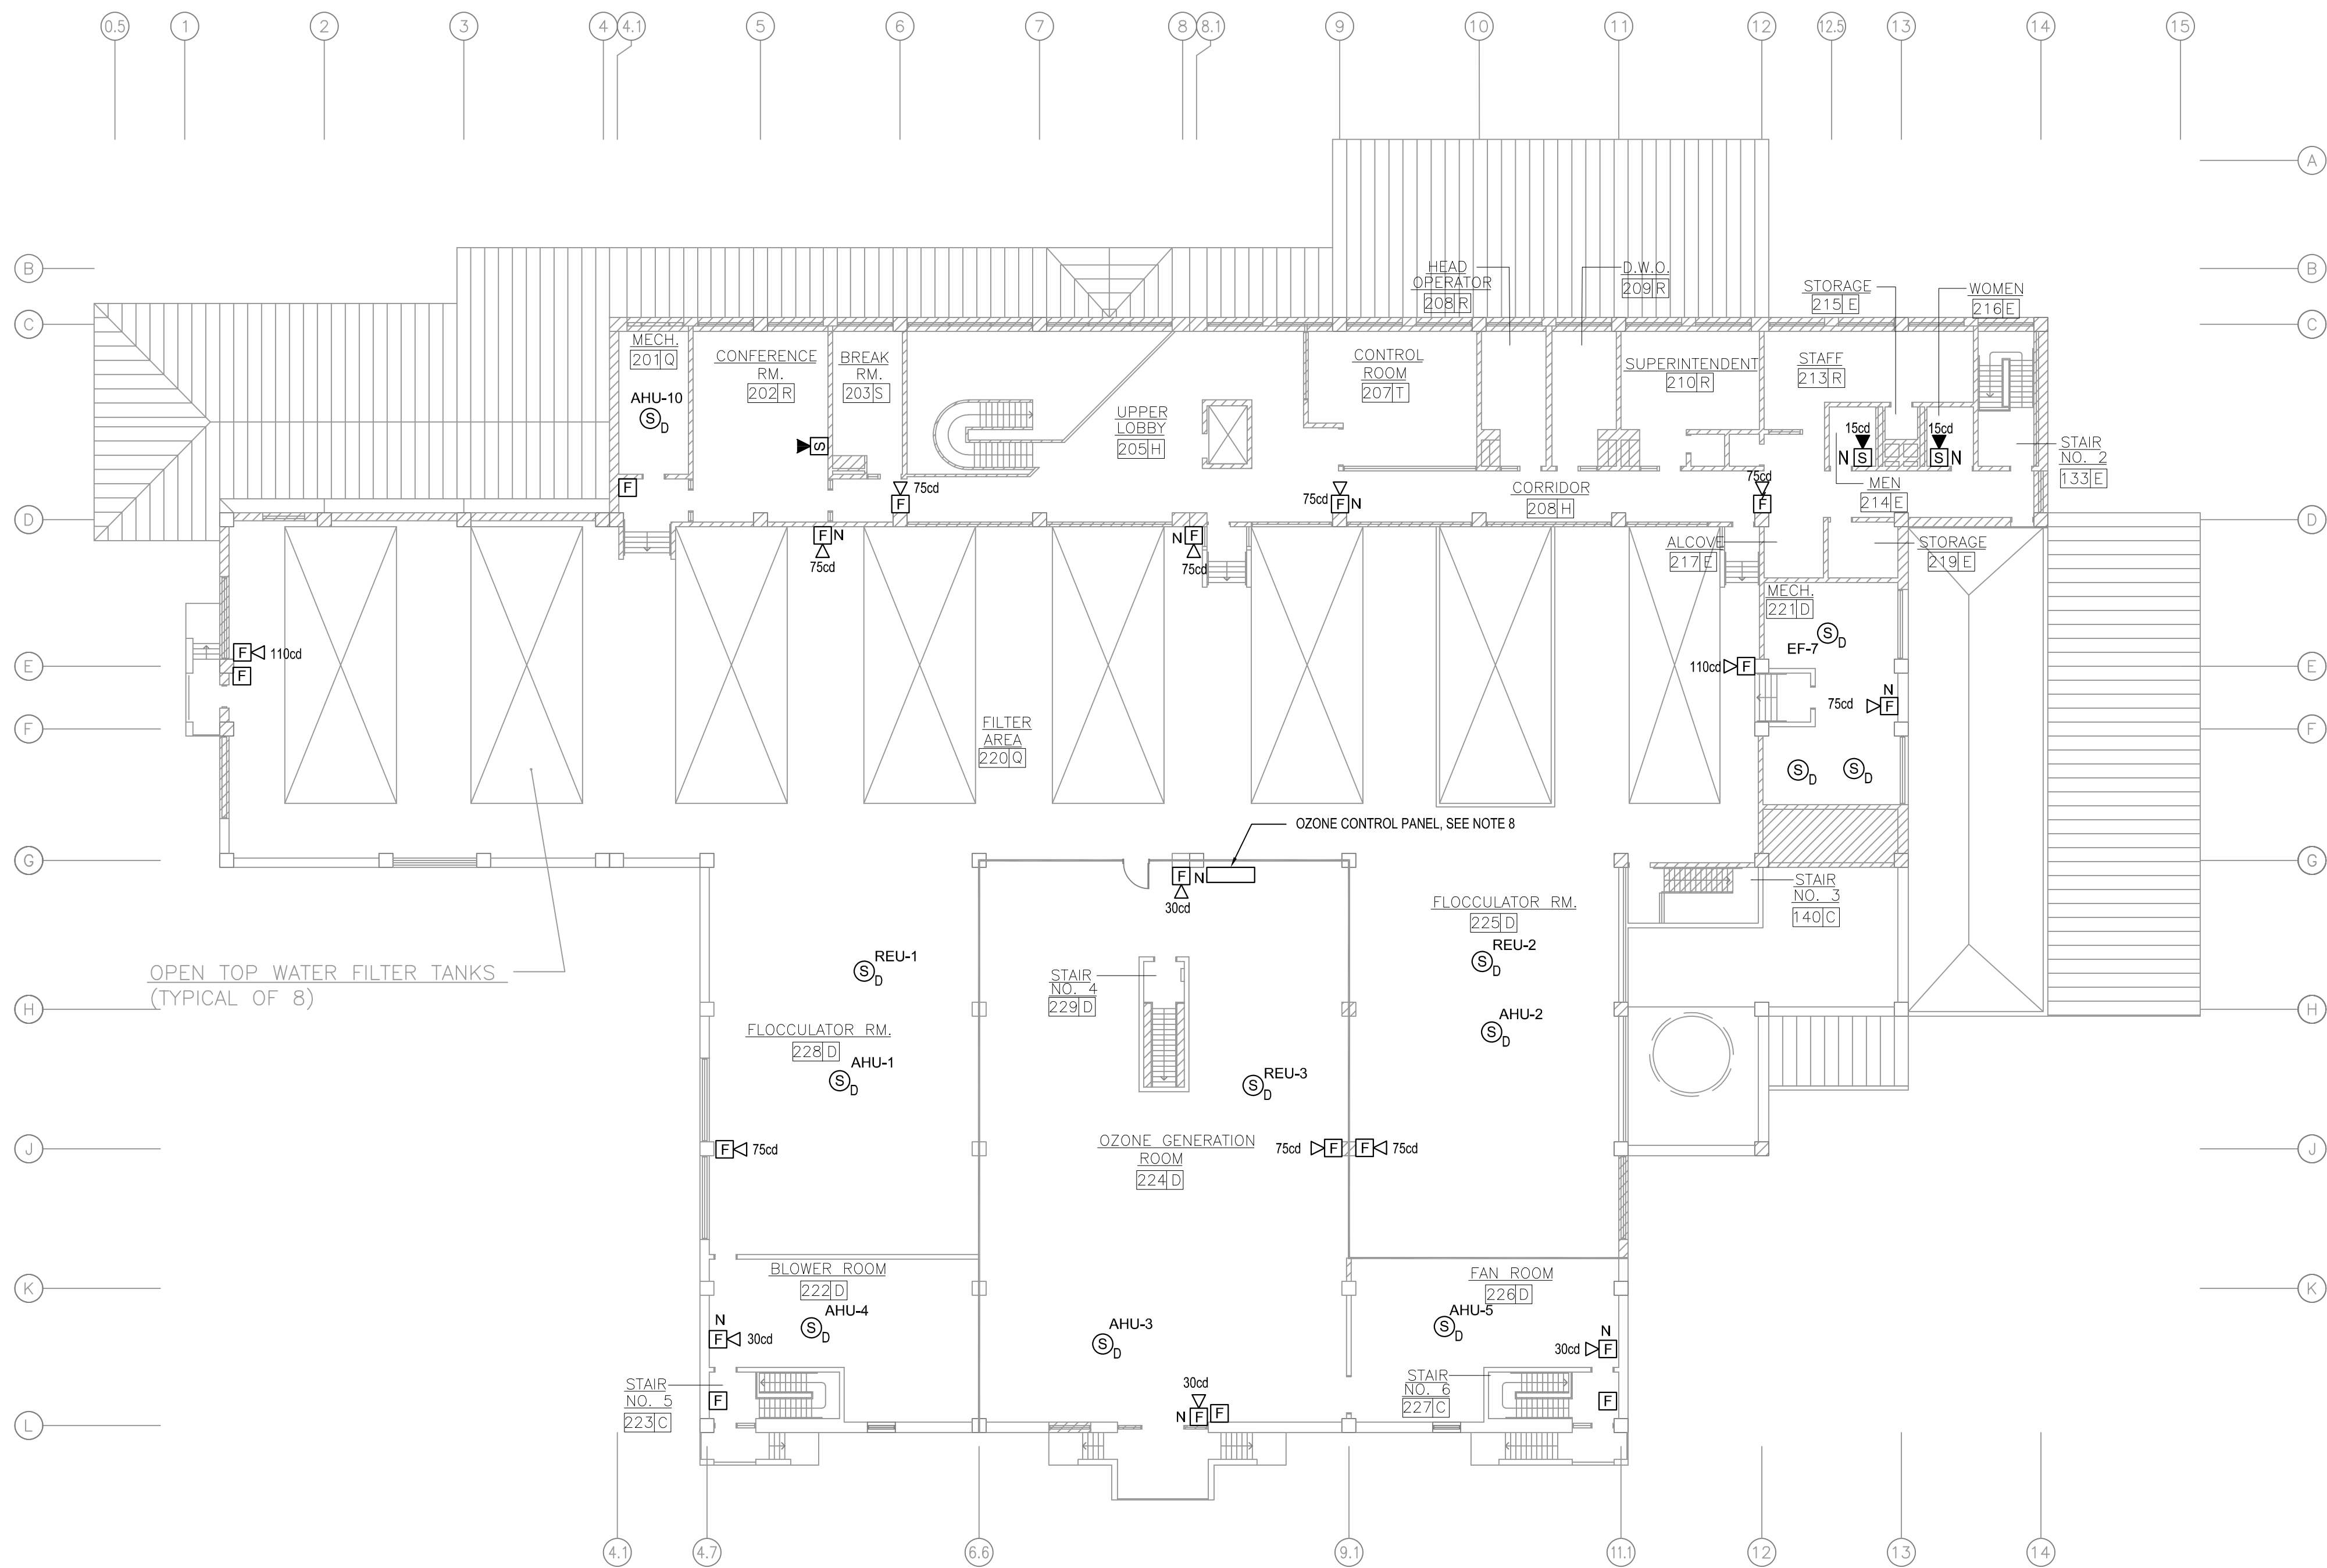 0.5 1 2 3 4 4.1 5 6 7 8 8.1 9 10 11 12 12.5 13 14 15
A
A
B
B
C
C
HEAD
OPERATOR
208 R
D.W.O.
209 R
STORAGE
215 E
WOMEN
216 E
MECH.
201 Q
AHU-10
S D
CONFERENCE
RM.
202 R
BREAK
RM.
203 S
UPPER
LOBBY
205 H
CONTROL
ROOM
207 T
SUPERINTENDENT
210 R
STAFF
213 R
S
15cd
N S
15cd
S N
STAIR
NO. 2
133 E
MEN
214 E
F
75cd
F
75cd
F N
CORRIDOR
208 H
75cd
F
D
D
F N
75cd
N F
75cd
ALCOVE
217 E
STORAGE
219 E
MECH.
221 D
EF-7
S D
E
E
F 110cd
F
110cd F
N
75cd F
F
F
FILTER
AREA
220 Q
S D
S D
OZONE CONTROL PANEL, SEE NOTE 8
G
G
F N
30cd
STAIR
NO. 3
140 C
FLOCCULATOR RM.
225 D
REU-2
S D
OPEN TOP WATER FILTER TANKS
(TYPICAL OF 8)
REU-1
S D
STAIR
NO. 4
229 D
H
H
AHU-2
S D
FLOCCULATOR RM.
228 D
AHU-1
S D
REU-3
S D
J
J
F 75cd
OZONE GENERATION
ROOM
224 D
75cd F
F 75cd
K
K
BLOWER ROOM
222 D
AHU-4
S D
N
F 30cd
AHU-3
S D
FAN ROOM
226 D
AHU-5
S D
N
30cd F
STAIR
NO. 5
223 C
F
30cd
N F
F
STAIR
NO. 6
227 C
F
L
L
4.1 4.7 6.6 9.1 11.1 12 13 14